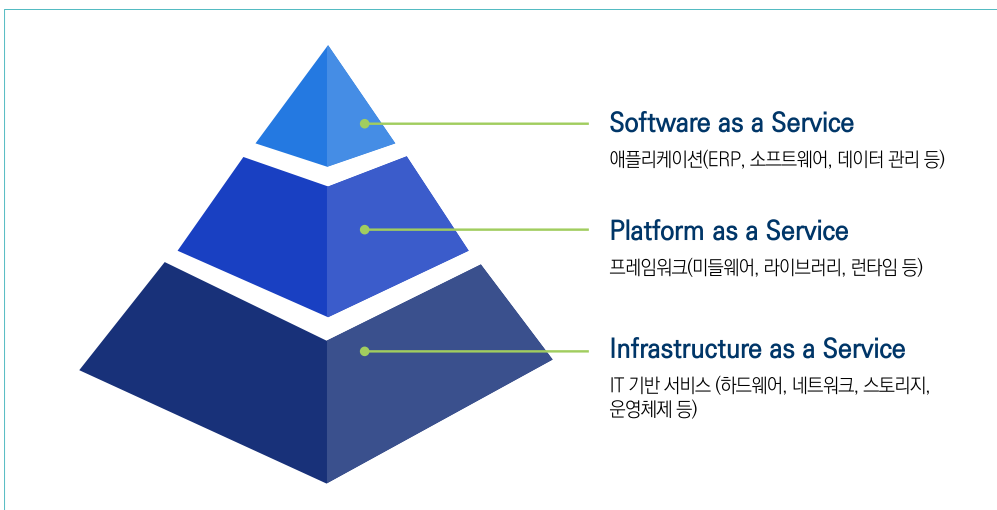 Software as a Service
애플리케이션(ERP, 소프트웨어, 데이터 관리 등)
Platform as a Service
프레임워크(미들웨어, 라이브러리, 런타임 등)
Infrastructure as a Service
IT 기반 서비스 (하드웨어, 네트워크, 스토리지,
운영체제 등)